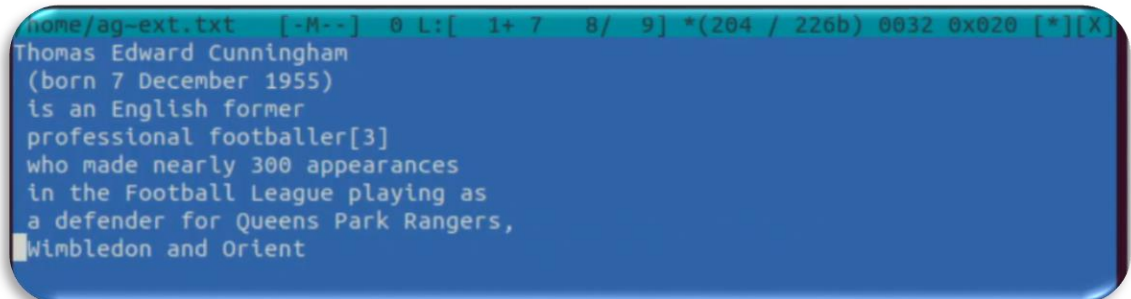 home/ag~ext.txt [-M--] 0 L:[ 1+ 7 8/ 9] *(204 / 226b) 0032 0x020 [*][X]
Thomas Edward Cunningham
(born 7 December 1955)
is an English former
professional footballer[3]
who made nearly 300 appearances
in the Football League playing as
a defender for Queens Park Rangers,
Wimbledon and Orient